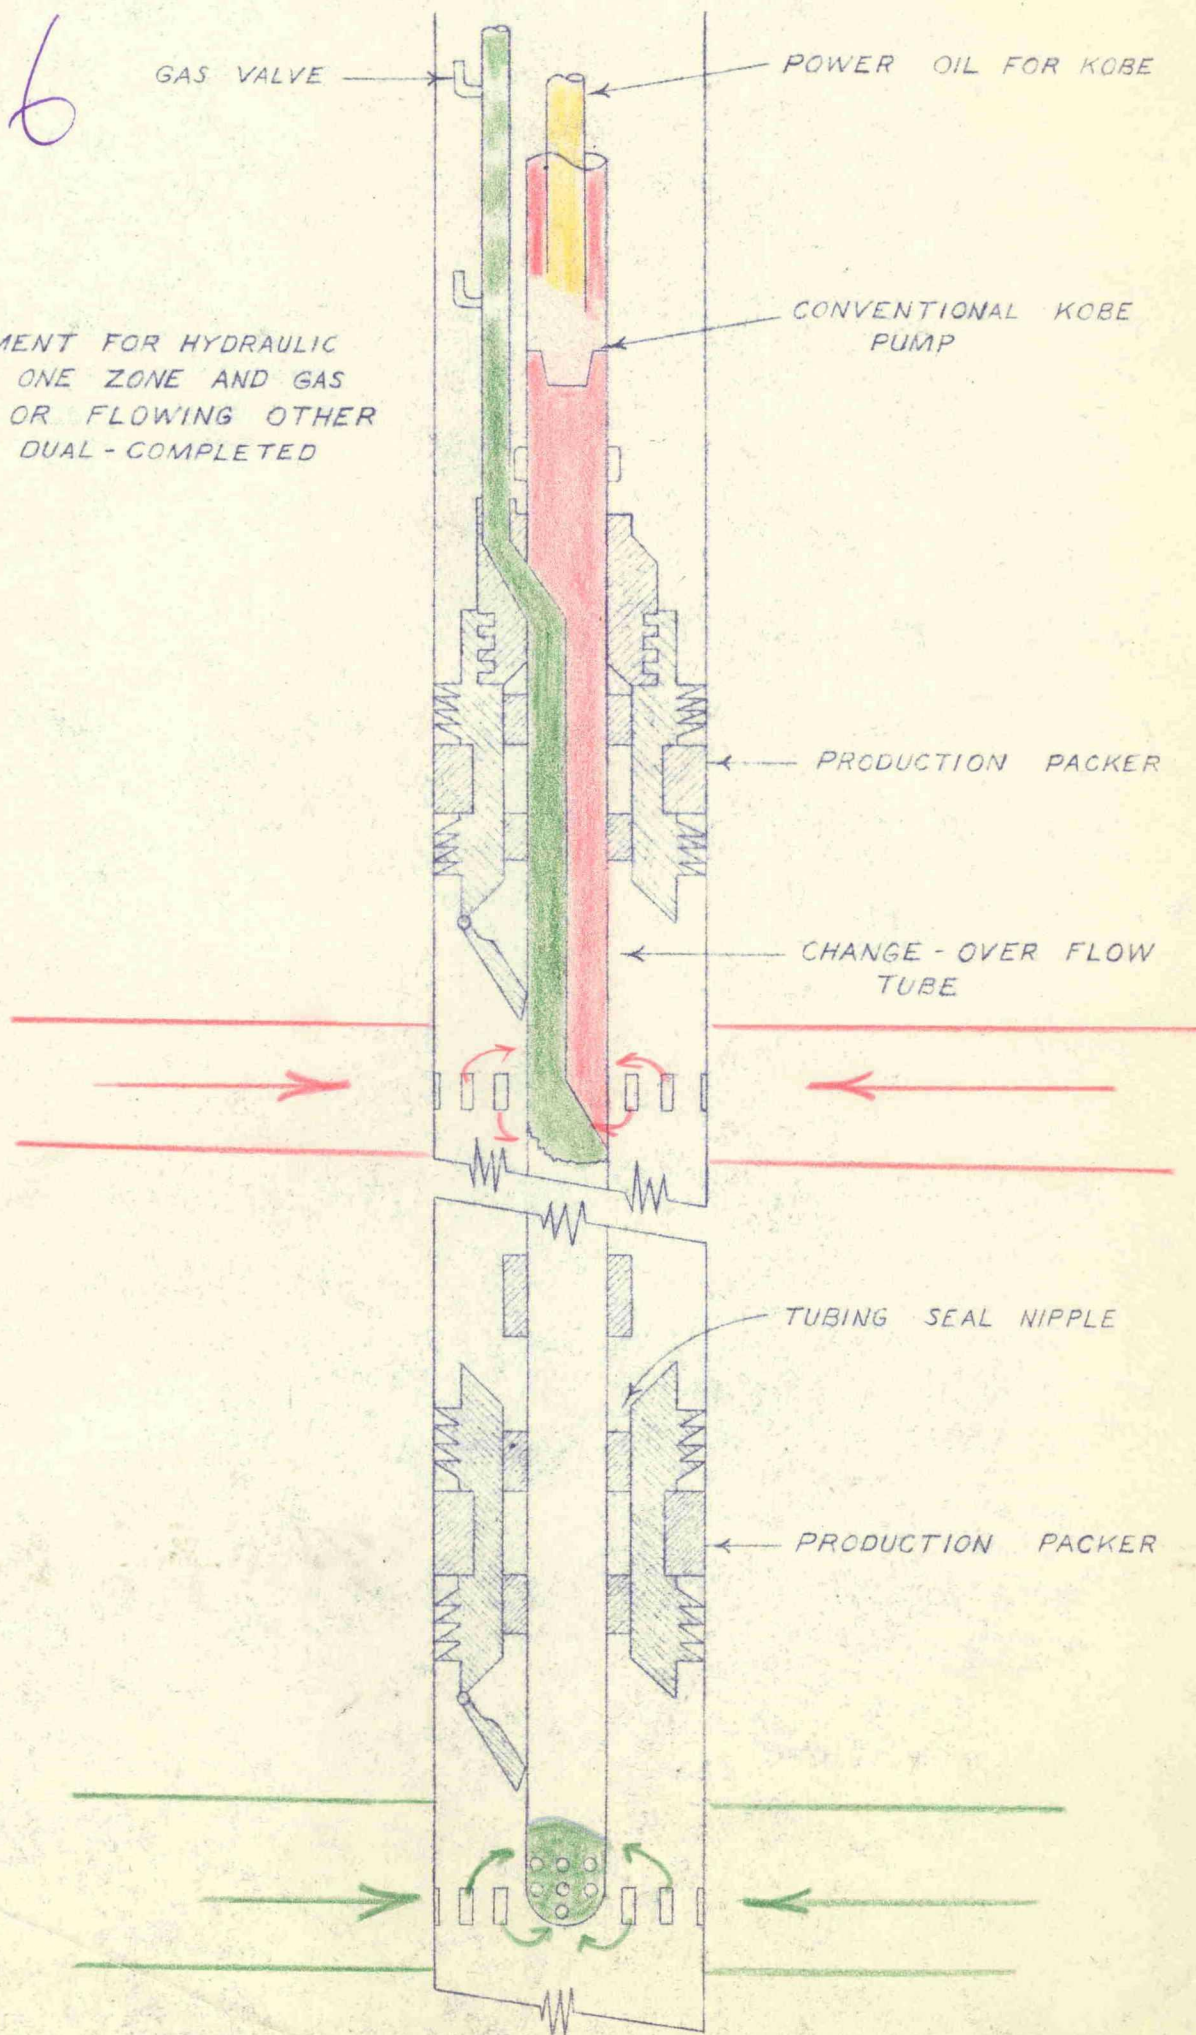 6
GAS VALVE
POWER OIL FOR KOBE
CONVENTIONAL KOBE
PUMP
MENT FOR HYDRAULIC
ONE ZONE AND GAS
OR FLOWING OTHER
DUAL - COMPLETED
PRODUCTION PACKER
CHANGE - OVER FLOW
TUBE
TUBING SEAL NIPPLE
PRODUCTION PACKER